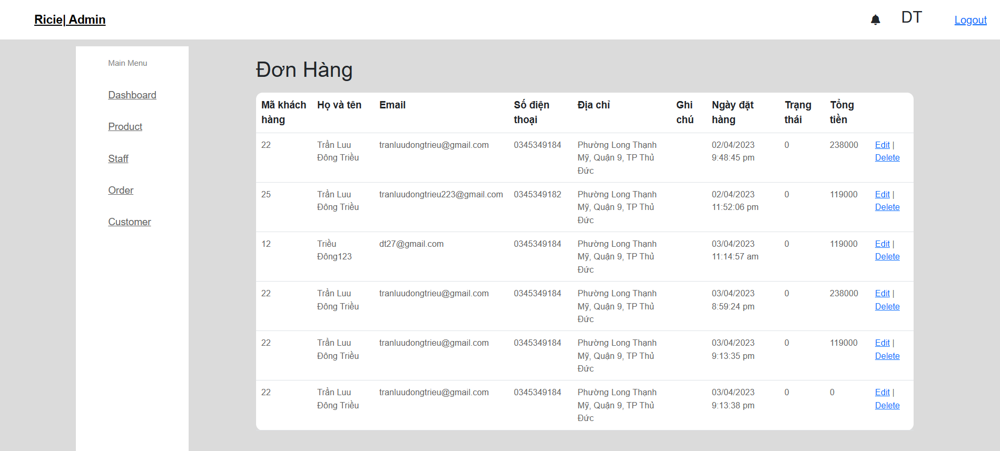 Ricie| Admin
DT
Logout
Main Menu
Dashboard
Product
Staff
Order
Customer
Đơn Hàng
Mã khách hàng Họ và tên Email Số điện thoại Địa chỉ Ghi chú Ngày đặt hàng Trạng thái Tổng tiền
22 Trần Luu Đông Triều tranluudongtrieu@gmail.com 0345349184 Phường Long Thạnh Mỹ, Quận 9, TP Thủ Đức 02/04/2023 9:48:45 pm 0 238000 Edit | Delete
25 Trần Luu Đông Triều tranluudongtrieu223@gmail.com 0345349182 Phường Long Thạnh Mỹ, Quận 9, TP Thủ Đức 02/04/2023 11:52:06 pm 0 119000 Edit | Delete
12 Triều Đông123 dt27@gmail.com 0345349184 Phường Long Thạnh Mỹ, Quận 9, TP Thủ Đức 03/04/2023 11:14:57 am 0 119000 Edit | Delete
22 Trần Luu Đông Triều tranluudongtrieu@gmail.com 0345349184 Phường Long Thạnh Mỹ, Quận 9, TP Thủ Đức 03/04/2023 8:59:24 pm 0 238000 Edit | Delete
22 Trần Luu Đông Triều tranluudongtrieu@gmail.com 0345349184 Phường Long Thạnh Mỹ, Quận 9, TP Thủ Đức 03/04/2023 9:13:35 pm 0 119000 Edit | Delete
22 Trần Luu Đông Triều tranluudongtrieu@gmail.com 0345349184 Phường Long Thạnh Mỹ, Quận 9, TP Thủ Đức 03/04/2023 9:13:38 pm 0 0 Edit | Delete